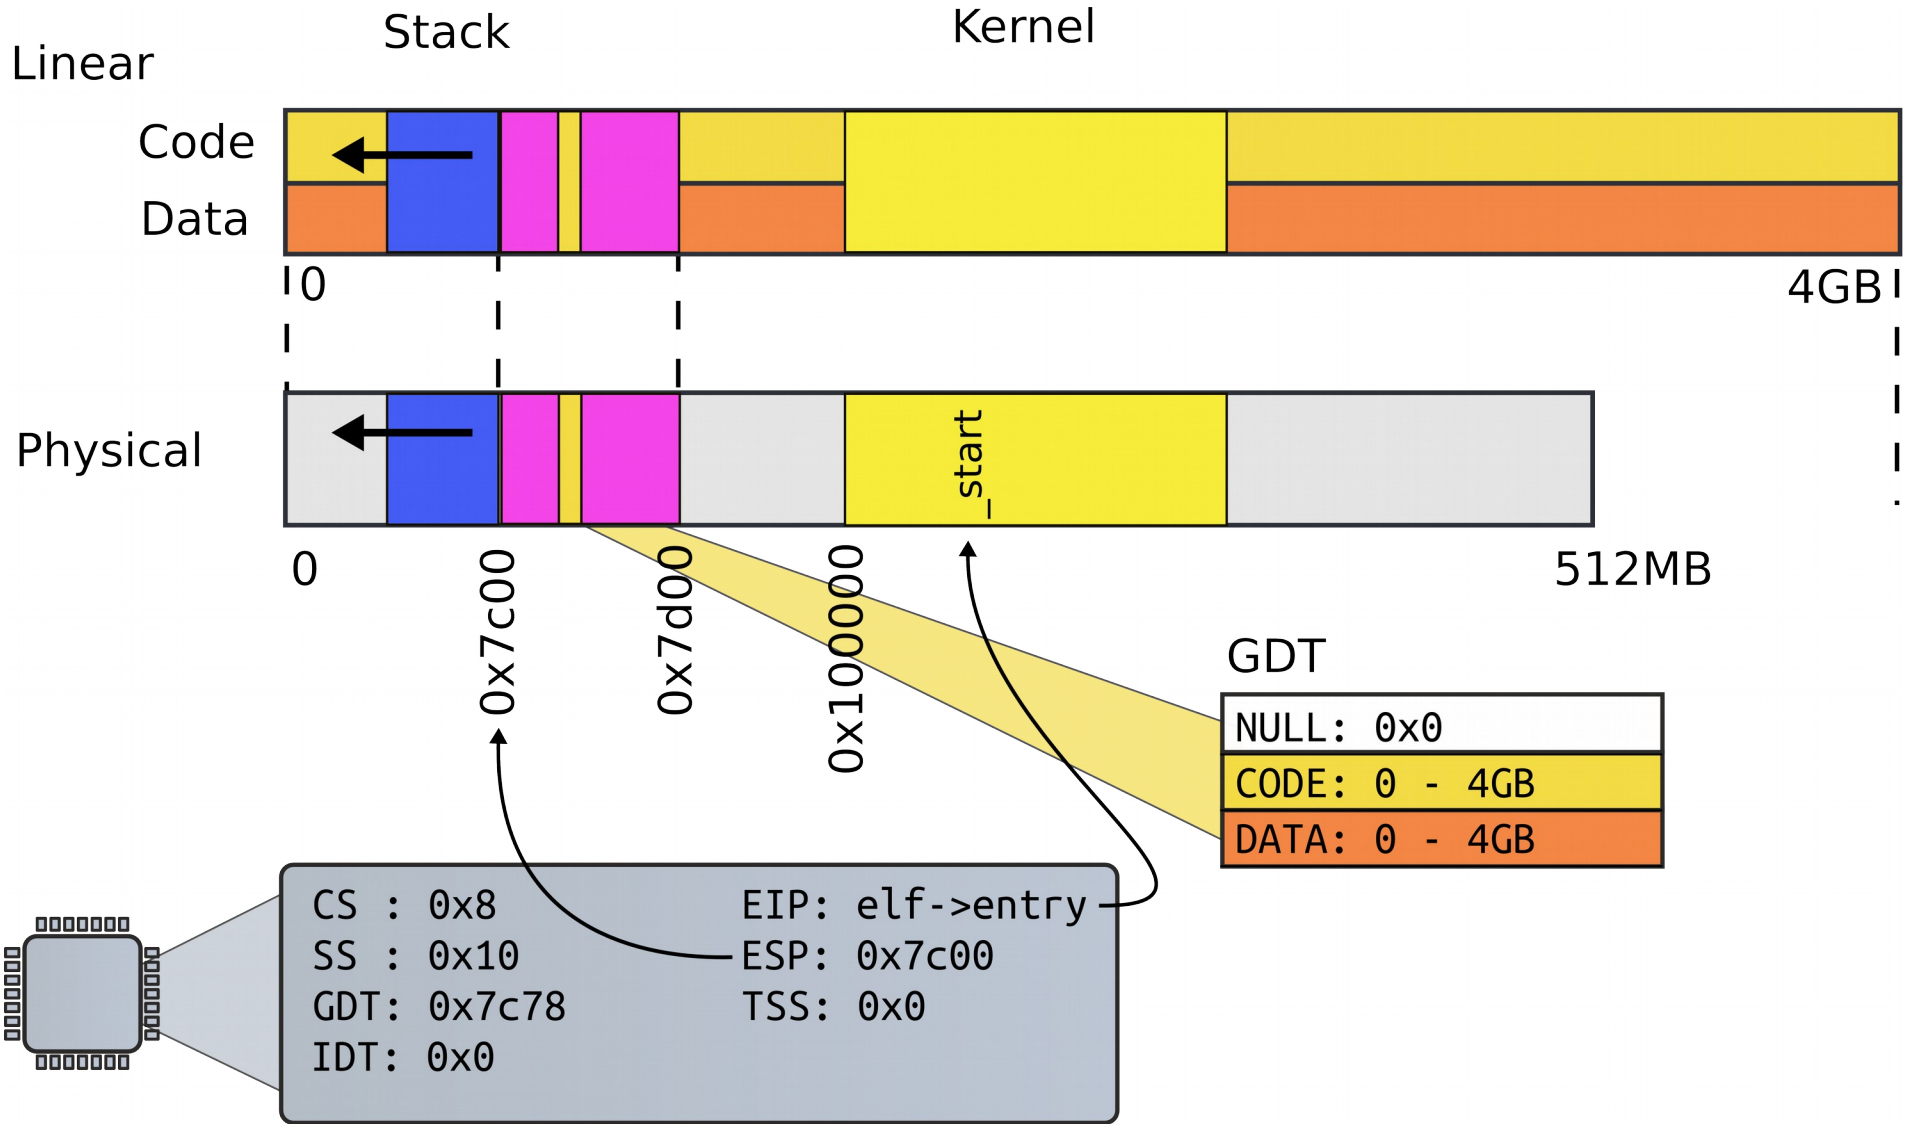 Stack
Kernel
Linear
Code
Data
0
4GB
Physical
_start
0
0x7c00
0x7d00
0x100000
512MB
GDT
NULL: 0x0
CODE: 0 - 4GB
DATA: 0 - 4GB
CS : 0x8
EIP: elf->entry
SS : 0x10
ESP: 0x7c00
GDT: 0x7c78
TSS: 0x0
IDT: 0x0